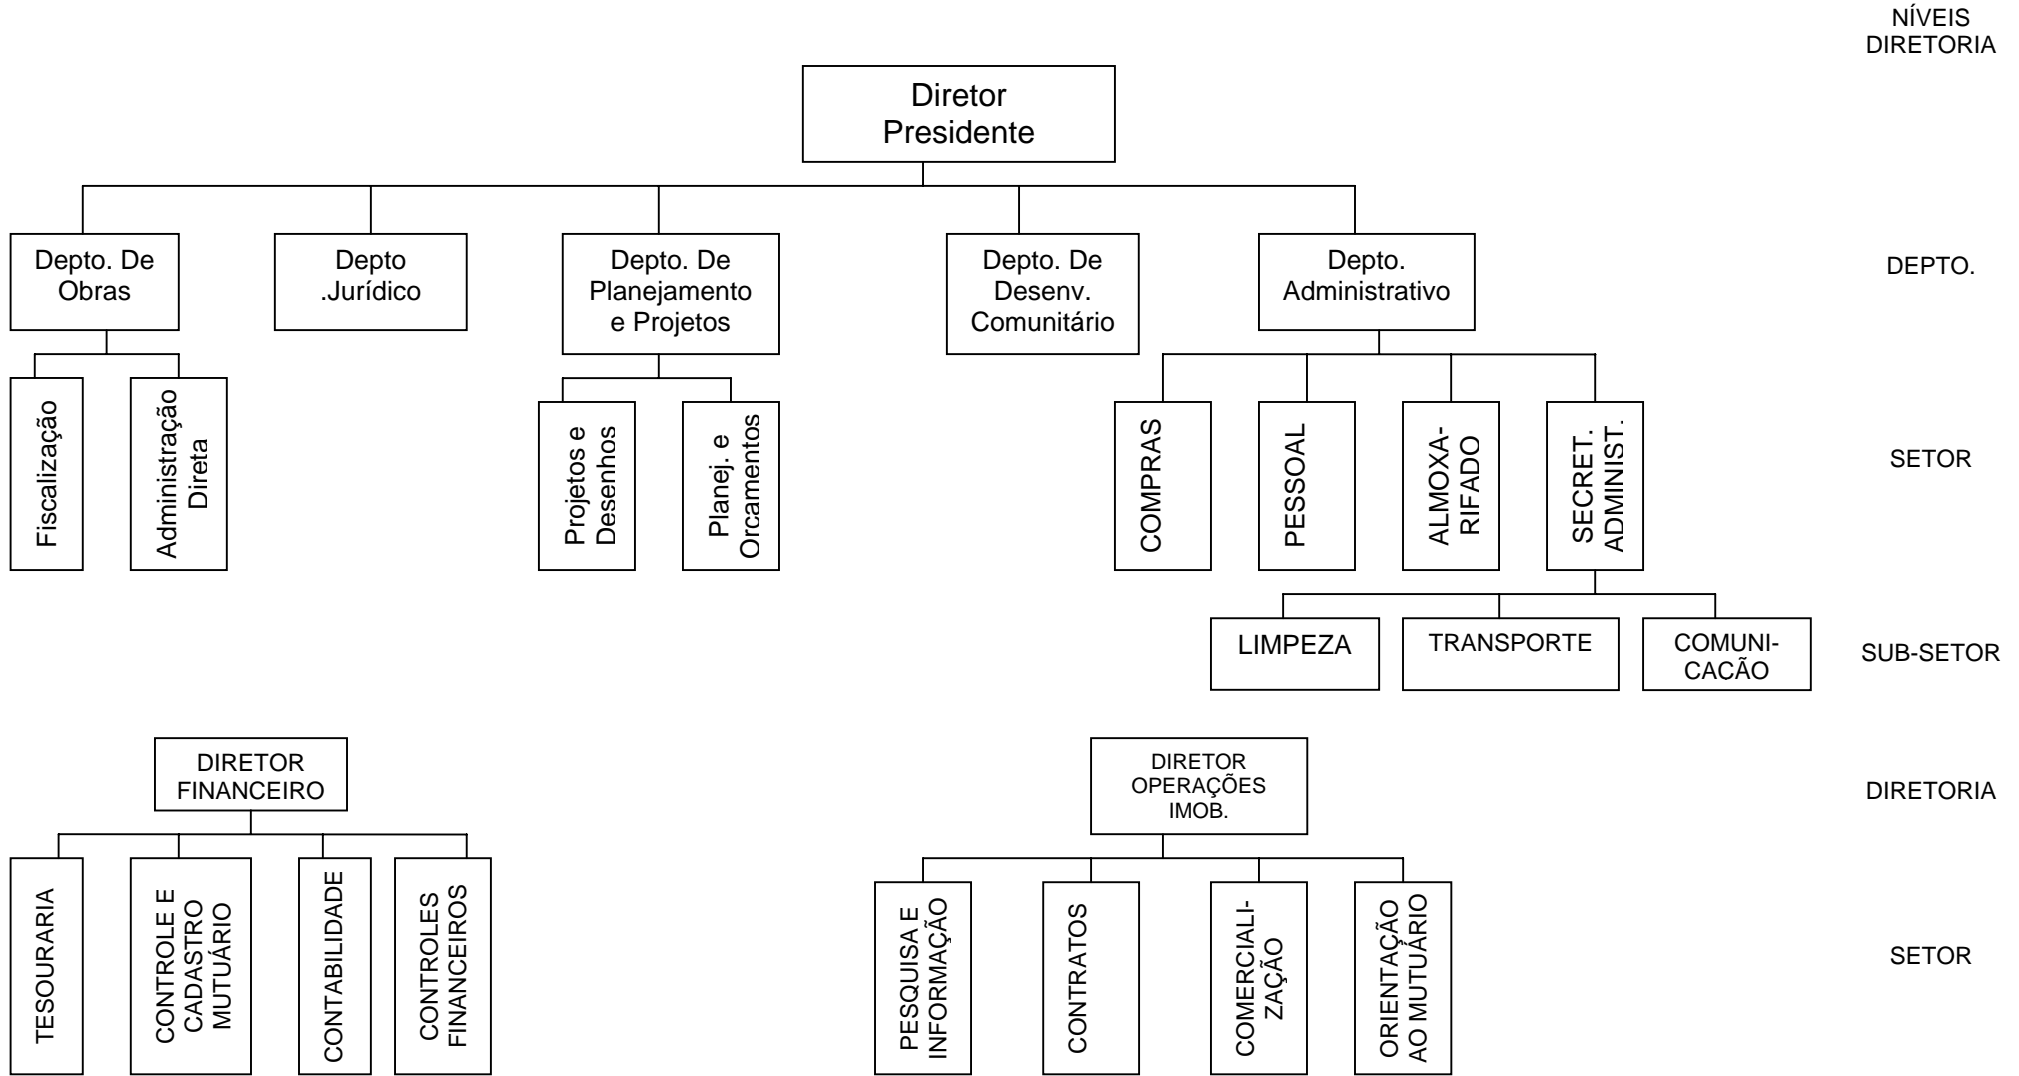 NÍVEIS
DIRETORIA
Diretor
Presidente
Depto. De
Obras
Depto
.Jurídico
Depto. De
Planejamento
e Projetos
Depto. De
Desenv.
Comunitário
Depto.
Administrativo
DEPTO.
Fiscalização
Administração
Direta
Projetos e
Desenhos
Planej. e
Orcamentos
COMPRAS
PESSOAL
ALMOXA-
RIFADO
SECRET.
ADMINIST.
SETOR
LIMPEZA
TRANSPORTE
COMUNI-
CACÃO
SUB-SETOR
DIRETOR
FINANCEIRO
DIRETOR
OPERAÇÕES
IMOB.
DIRETORIA
TESOURARIA
CONTROLE E
CADASTRO
MUTUÁRIO
CONTABILIDADE
CONTROLES
FINANCEIROS
PESQUISA E
INFORMAÇÃO
CONTRATOS
COMERCIALI-
ZAÇÃO
ORIENTAÇÃO
AO MUTUÁRIO
SETOR